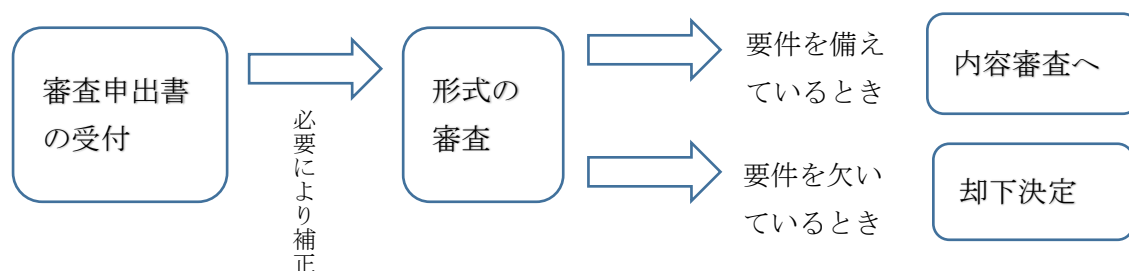 審査申出書
の受付
必要により補正
形式の
審査
要件を備え
ているとき
内容審査へ
要件を欠い
ているとき
却下決定